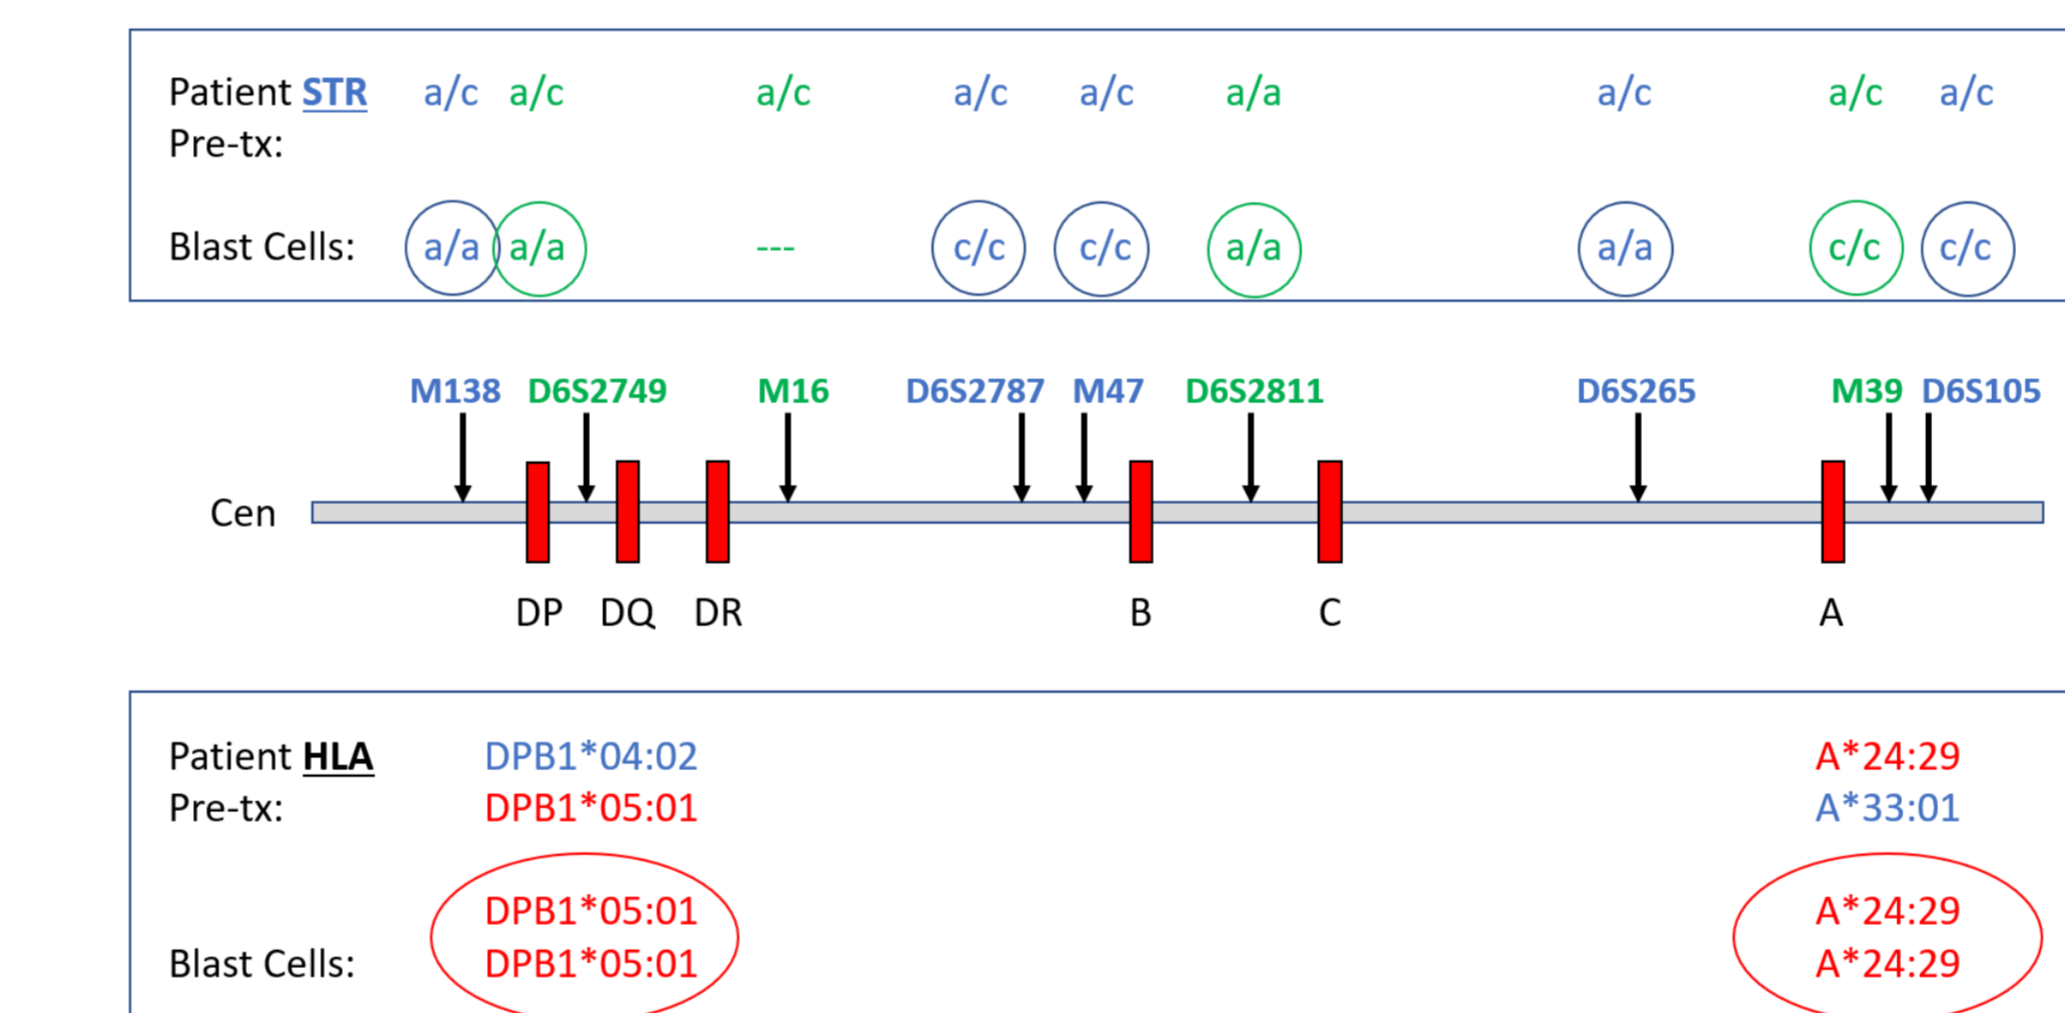 Patient STR a/c a/c a/c a/c a/c a/a a/c a/c a/c
Pre-tx:
Blast Cells: a/a a/a --- c/c c/c a/a a/a c/c c/c
M138 D6S2749 M16 D6S2787 M47 D6S2811 D6S265 M39 D6S105
Cen
DP DQ DR B C A
Patient HLA DPB1*04:02 A*24:29
Pre-tx: DPB1*05:01 A*33:01
DPB1*05:01 A*24:29
Blast Cells: DPB1*05:01 A*24:29